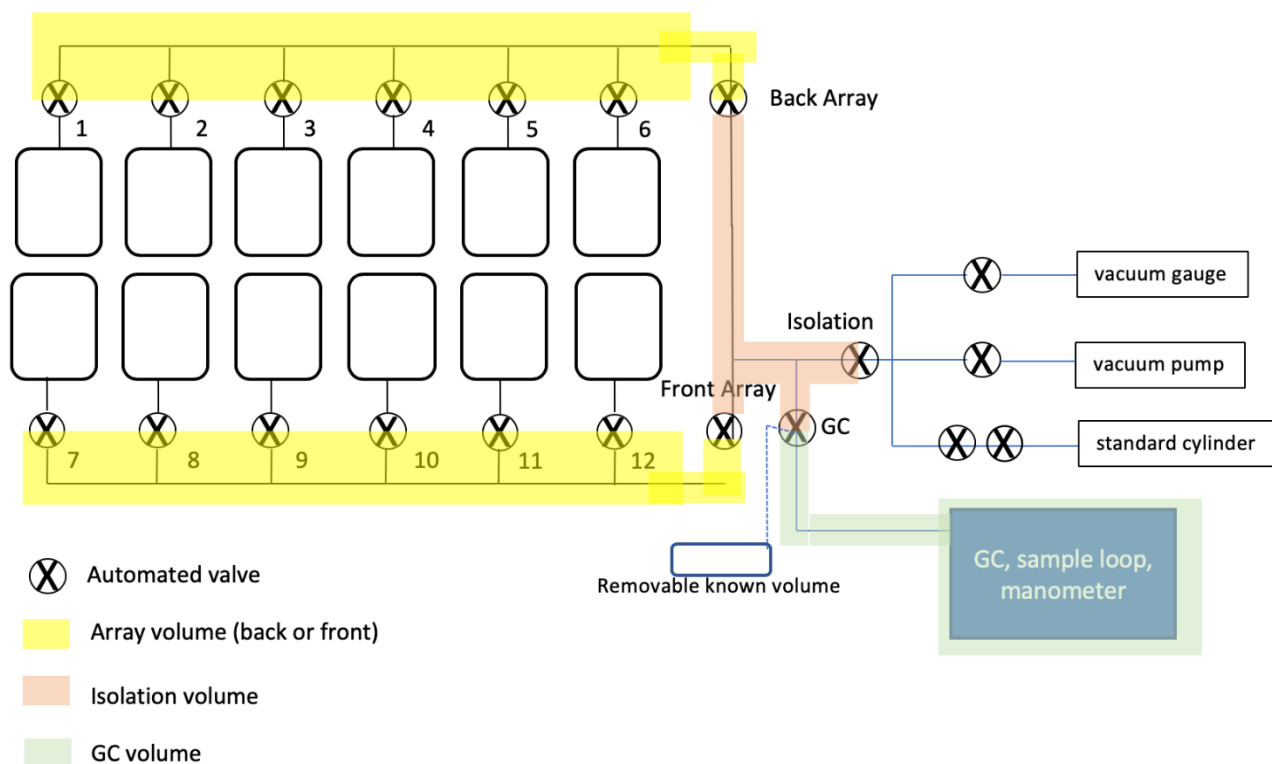 Back Array
1 2 3 4 5 6
vacuum gauge
Isolation
vacuum pump
Front Array
GC
standard cylinder
7 8 9 10 11 12
GC, sample loop,
manometer
Removable known volume
Automated valve
Array volume (back or front)
Isolation volume
GC volume